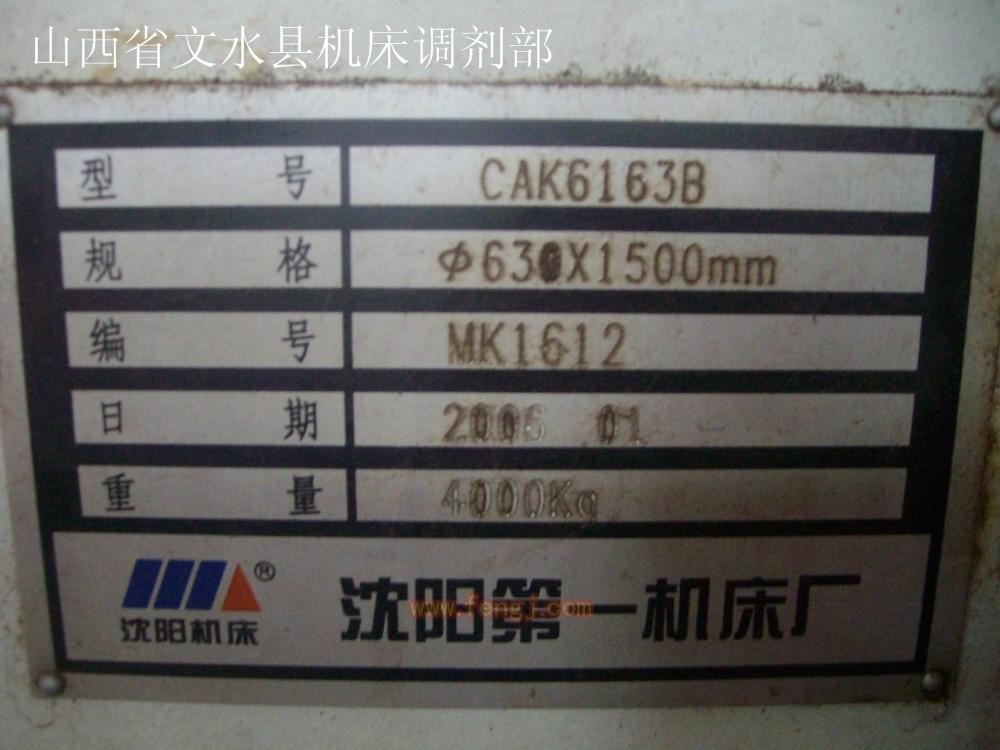 山西省文水县机床调剂部
型 号 CAK6163B
规 格 Φ630X1500mm
编 号 MK1612
日 期 2006 01
重 量 4000Kg
沈阳机床 ®
沈阳第一机床厂
www.fengj.com